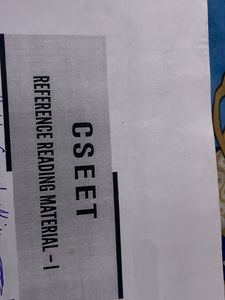 CSEET
REFERENCE READING MATERIAL – I